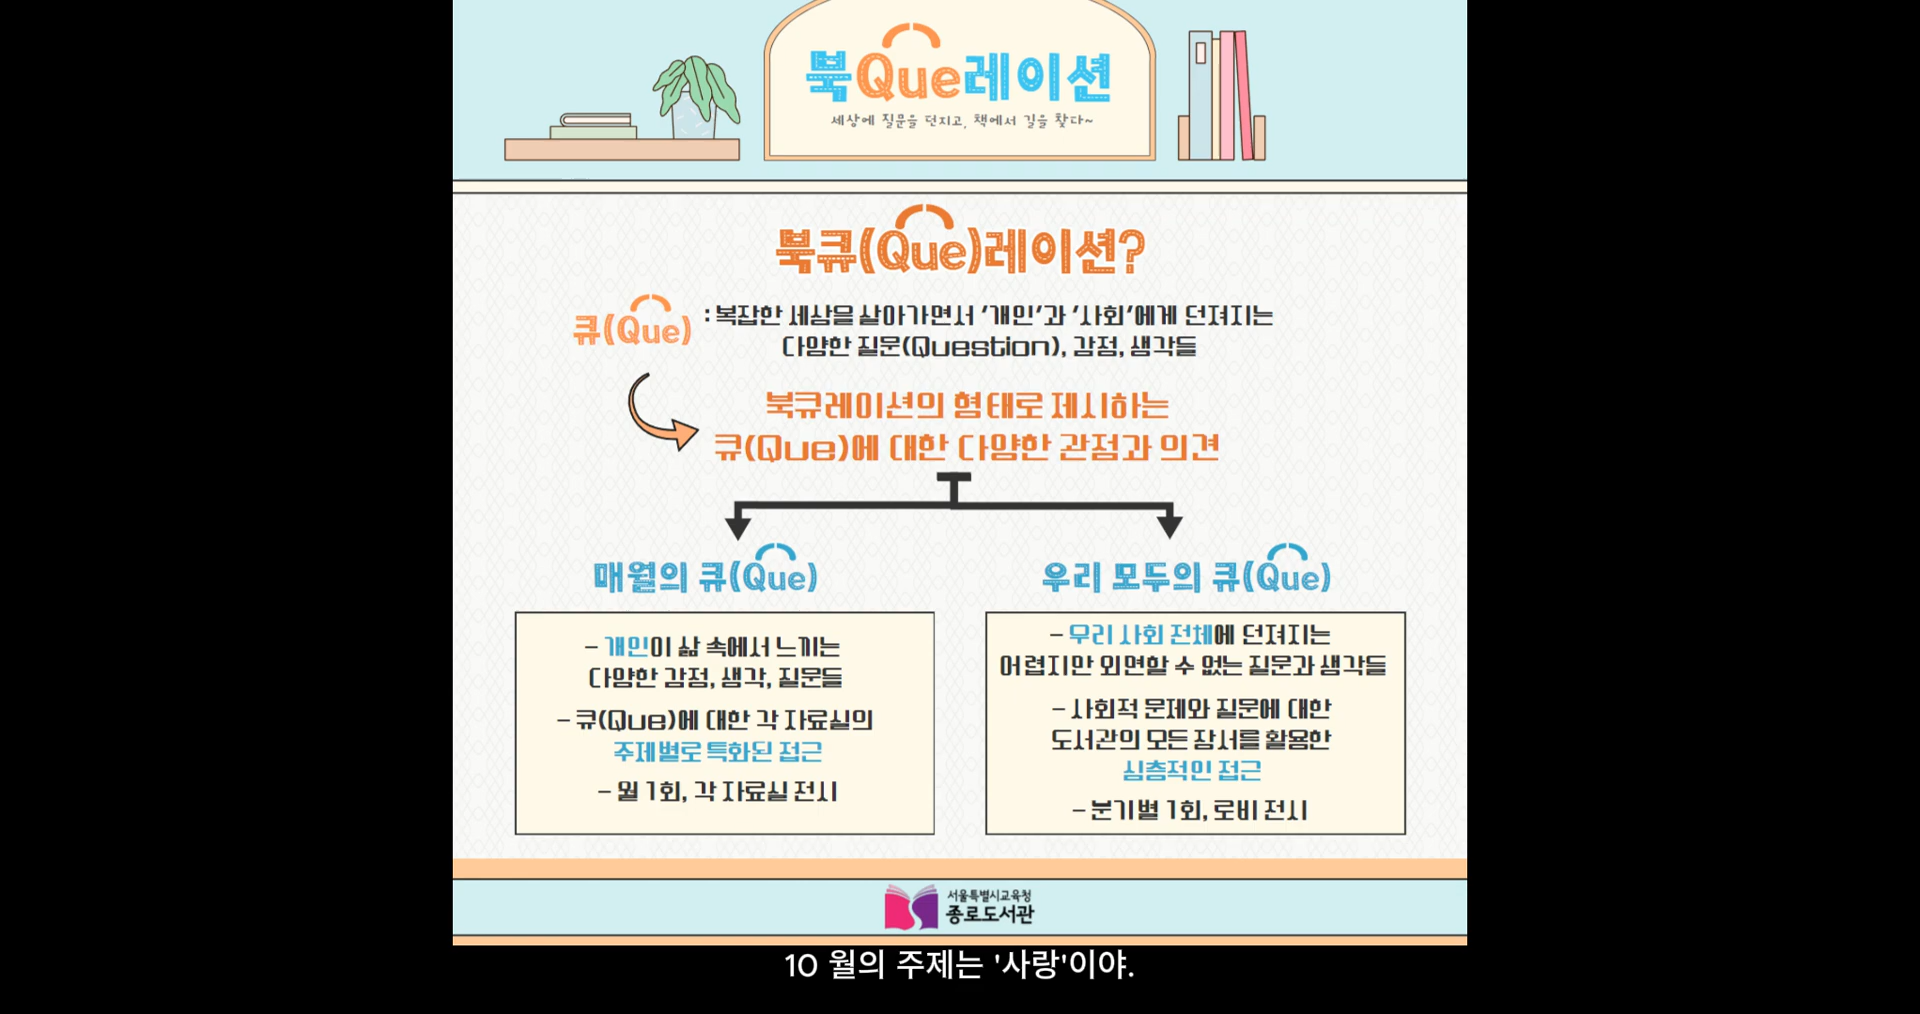 북Que레이션
세상에 질문을 던지고, 책에서 길을 찾다~
북큐(Que)레이션?
큐(Que)
: 복잡한 세상을 살아가면서 '개인'과 '사회'에게 던져지는
다양한 질문(Question), 감정, 생각들
북큐레이션의 형태로 제시하는
큐(Que)에 대한 다양한 관점과 의견
매월의 큐(Que)
- 개인이 삶 속에서 느끼는
다양한 감정, 생각, 질문들
- 큐(Que)에 대한 각 자료실의
주제별로 특화된 접근
- 월 1회, 각 자료실 전시
우리 모두의 큐(Que)
- 우리 사회 전체에 던져지는
어렵지만 외면할 수 없는 질문과 생각들
- 사회적 문제와 질문에 대한
도서관의 모든 장서를 활용한
심층적인 접근
- 분기별 1회, 로비 전시
서울특별시교육청
종로도서관
10 월의 주제는 '사랑'이야.